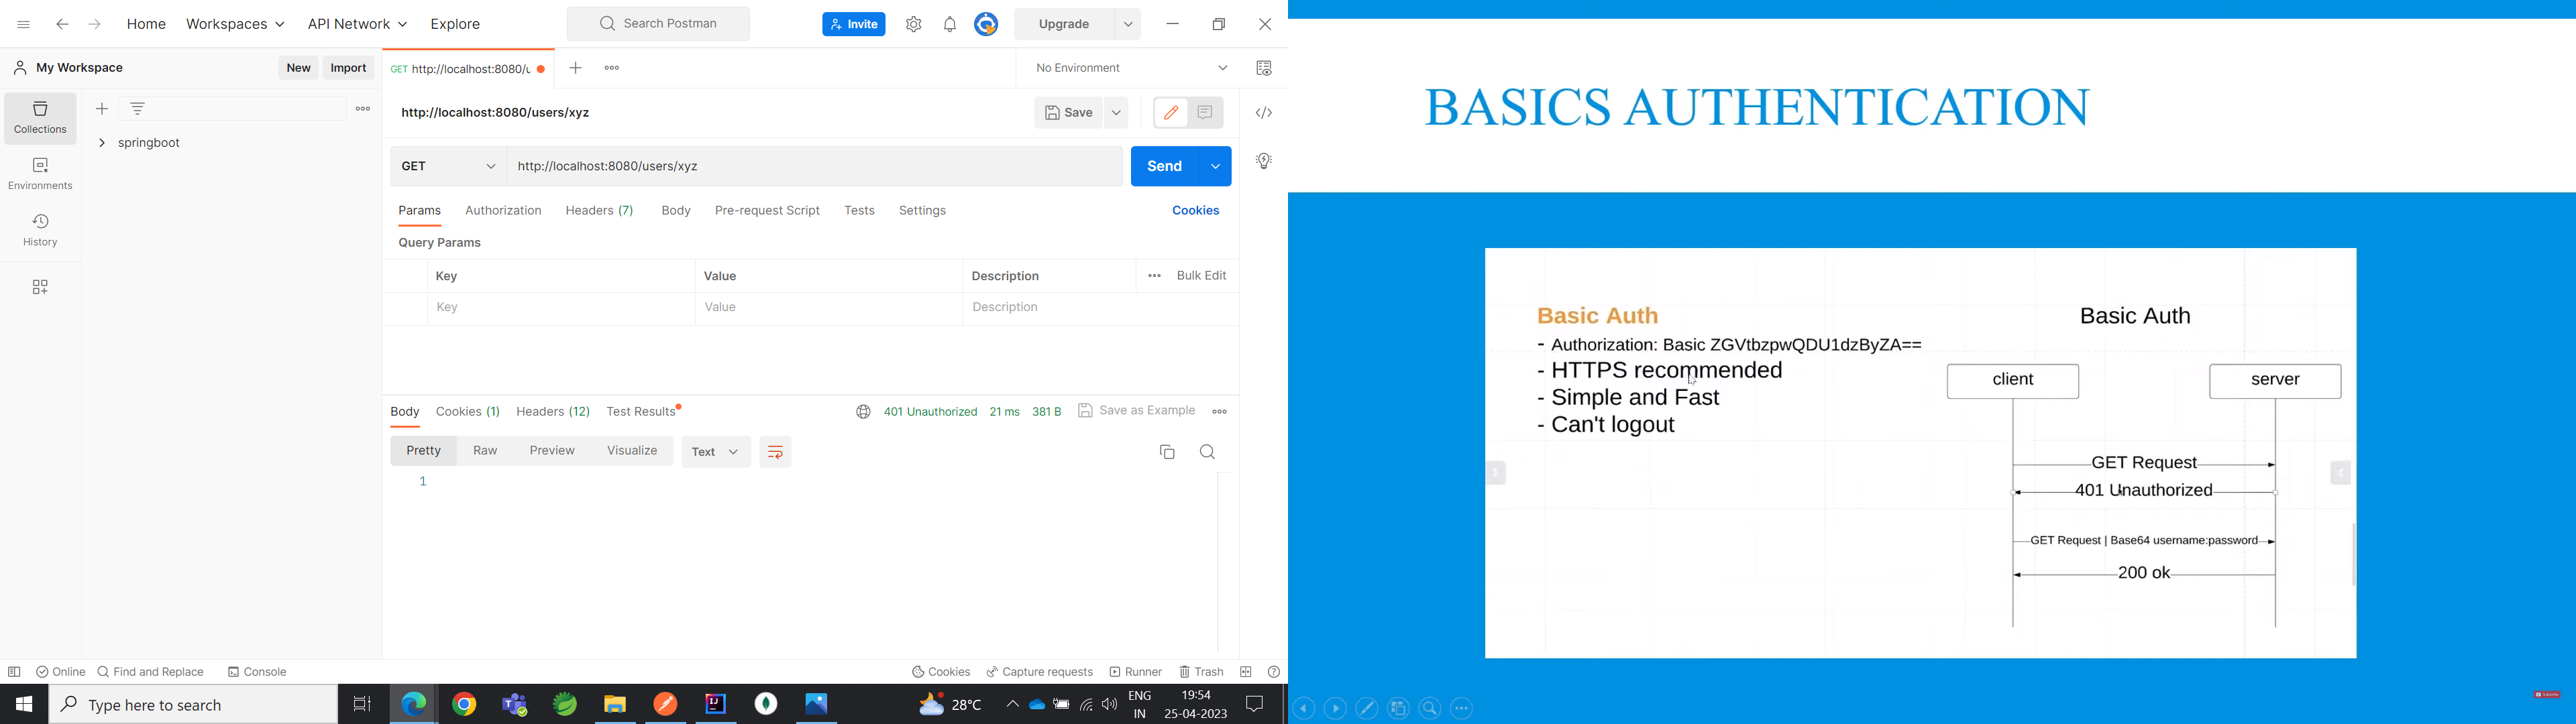 Home Workspaces API Network Explore
Search Postman
Invite
Upgrade
My Workspace
New
Import
GET http://localhost:8080/u
No Environment
Collections
Environments
History
springboot
http://localhost:8080/users/xyz
Save
GET
http://localhost:8080/users/xyz
Send
Params Authorization Headers (7) Body Pre-request Script Tests Settings
Cookies
Query Params
Key Value Description Bulk Edit
Key Value Description
Body Cookies (1) Headers (12) Test Results
401 Unauthorized 21 ms 381 B Save as Example
Pretty Raw Preview Visualize Text
1
Online Find and Replace Console
Cookies Capture requests Runner Trash
Type here to search
28°C
ENG
IN
19:54
25-04-2023
BASICS AUTHENTICATION
Basic Auth
- Authorization: Basic ZGVtbzpwQDU1dzByZA==
- HTTPS recommended
- Simple and Fast
- Can't logout
Basic Auth
client
server
GET Request
401 Unauthorized
GET Request | Base64 username:password
200 ok
Subscribe